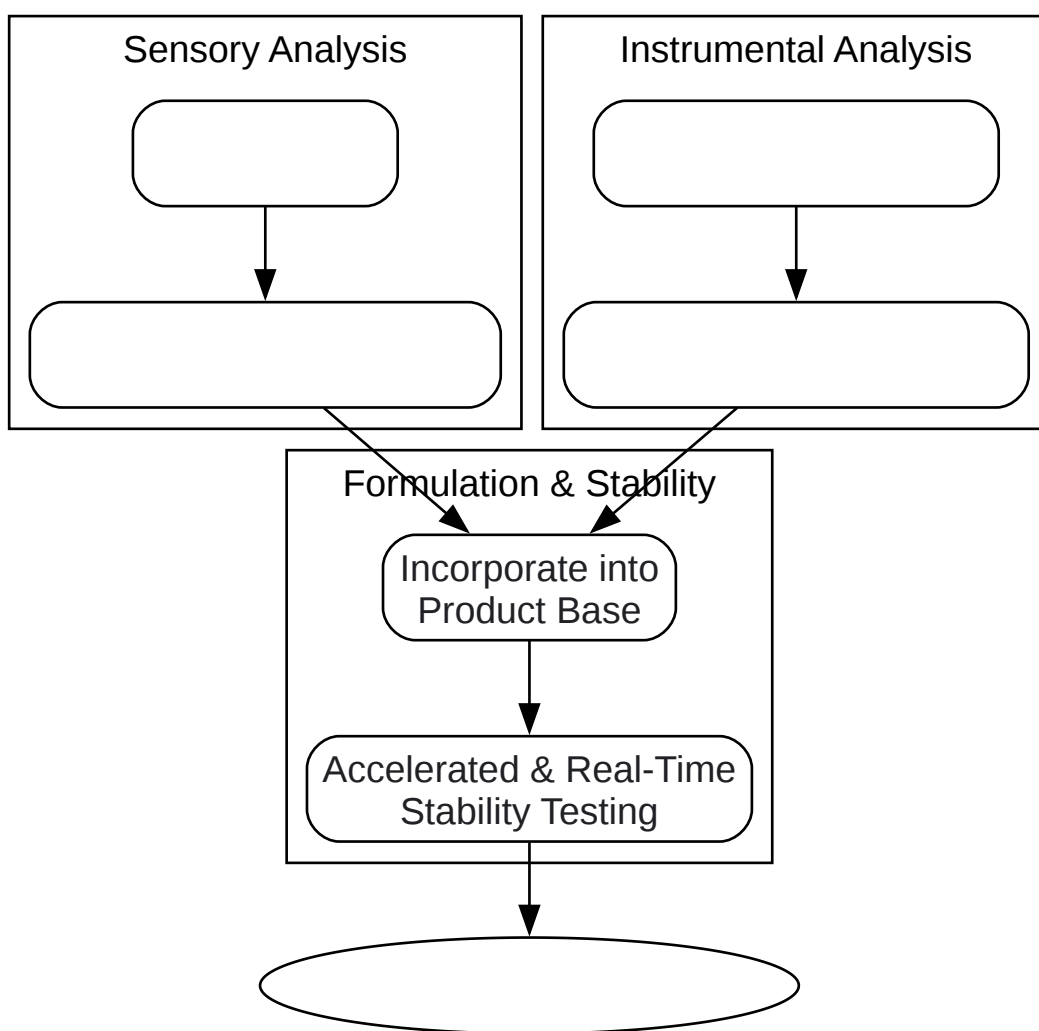 Sensory Analysis
Instrumental Analysis
Formulation & Stability
Incorporate into
Product Base
Accelerated & Real-Time
Stability Testing